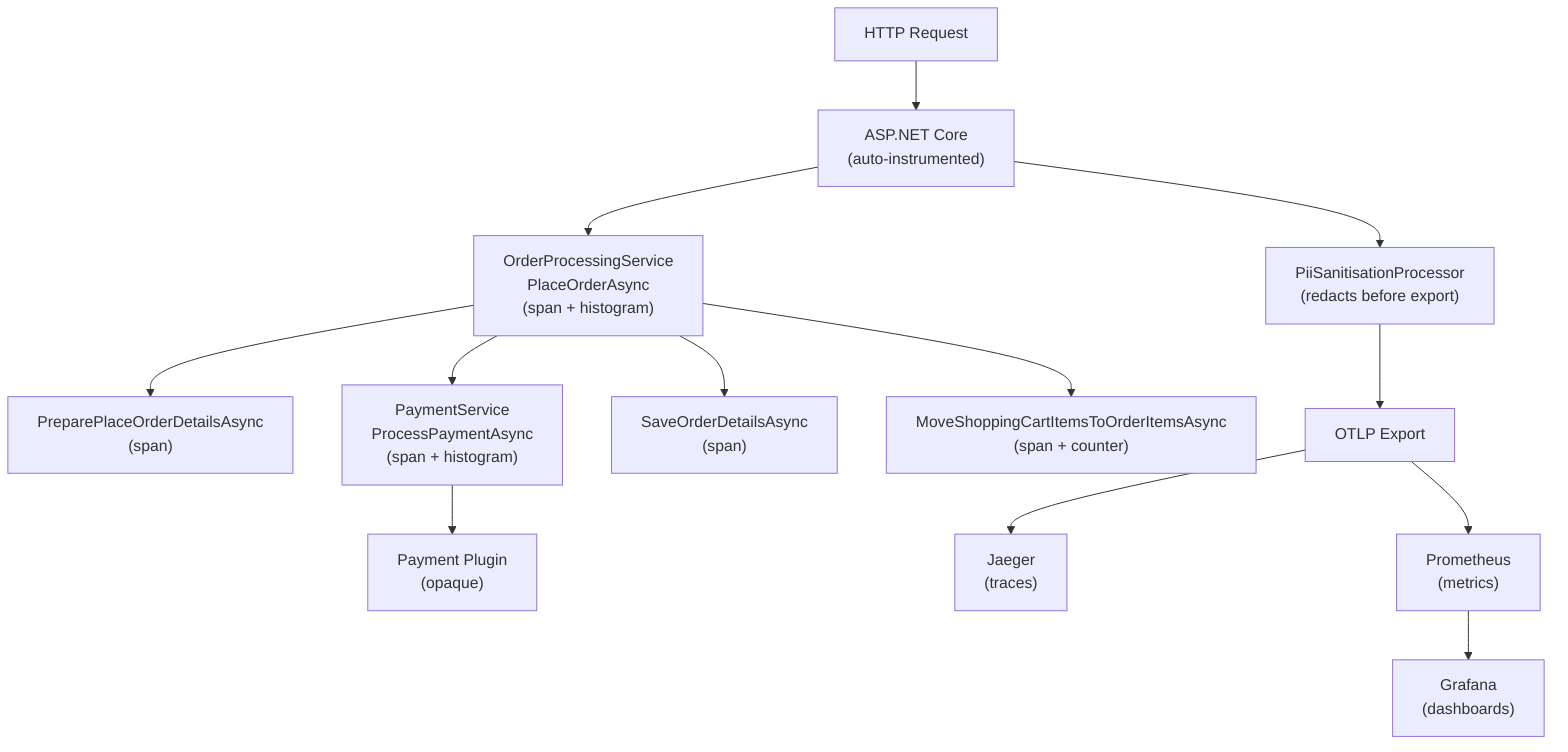 HTTP Request
ASP.NET Core
(auto-instrumented)
OrderProcessingService
PlaceOrderAsync
(span + histogram)
PiiSanitisationProcessor
(redacts before export)
PreparePlaceOrderDetailsAsync
(span)
PaymentService
ProcessPaymentAsync
(span + histogram)
SaveOrderDetailsAsync
(span)
MoveShoppingCartItemsToOrderItemsAsync
(span + counter)
OTLP Export
Payment Plugin
(opaque)
Jaeger
(traces)
Prometheus
(metrics)
Grafana
(dashboards)